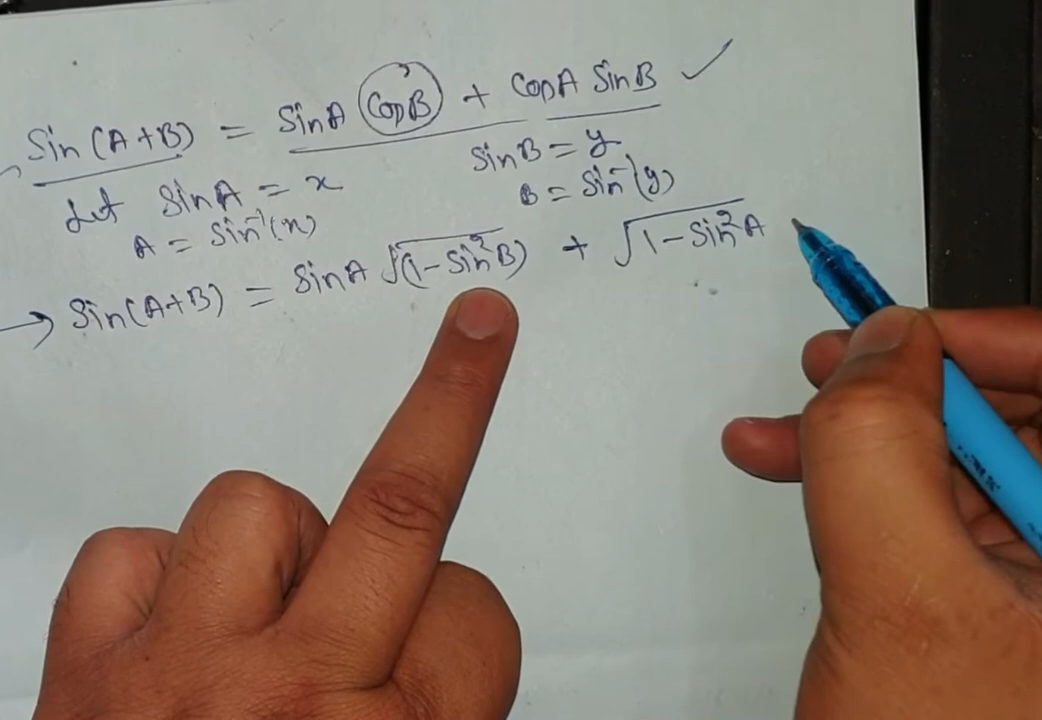 Sin(A+B) = SinA CosB + CosA SinB ✓
Let SinA = x SinB = y
A = Sin⁻¹(x) B = Sin⁻¹(y)
→ Sin(A+B) = SinA √(1-Sin²B) + √1-Sin²A